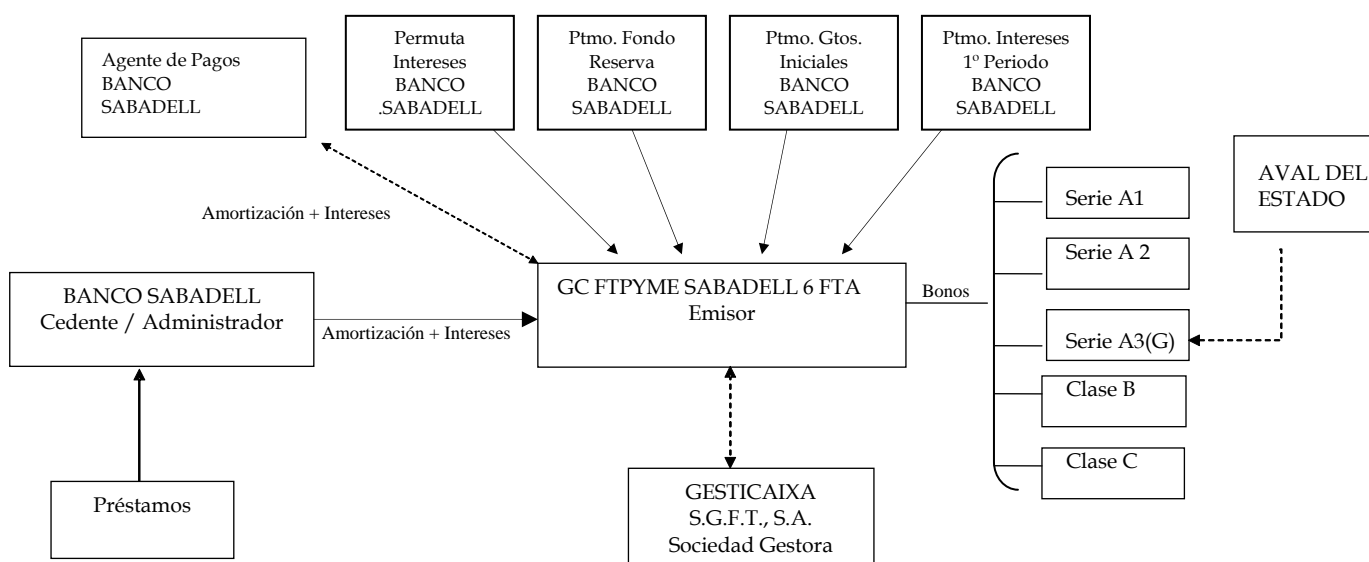 Agente de Pagos
BANCO
SABADELL
Permuta
Intereses
BANCO
.SABADELL
Ptmo. Fondo
Reserva
BANCO
SABADELL
Ptmo. Gtos.
Iniciales
BANCO
SABADELL
Ptmo. Intereses
1º Periodo
BANCO
SABADELL
Amortización + Intereses
BANCO SABADELL
Cedente / Administrador
Amortización + Intereses
GC FTPYME SABADELL 6 FTA
Emisor
Bonos
Serie A1
Serie A 2
Serie A3(G)
Clase B
Clase C
AVAL DEL
ESTADO
Préstamos
GESTICAIXA
S.G.F.T., S.A.
Sociedad Gestora